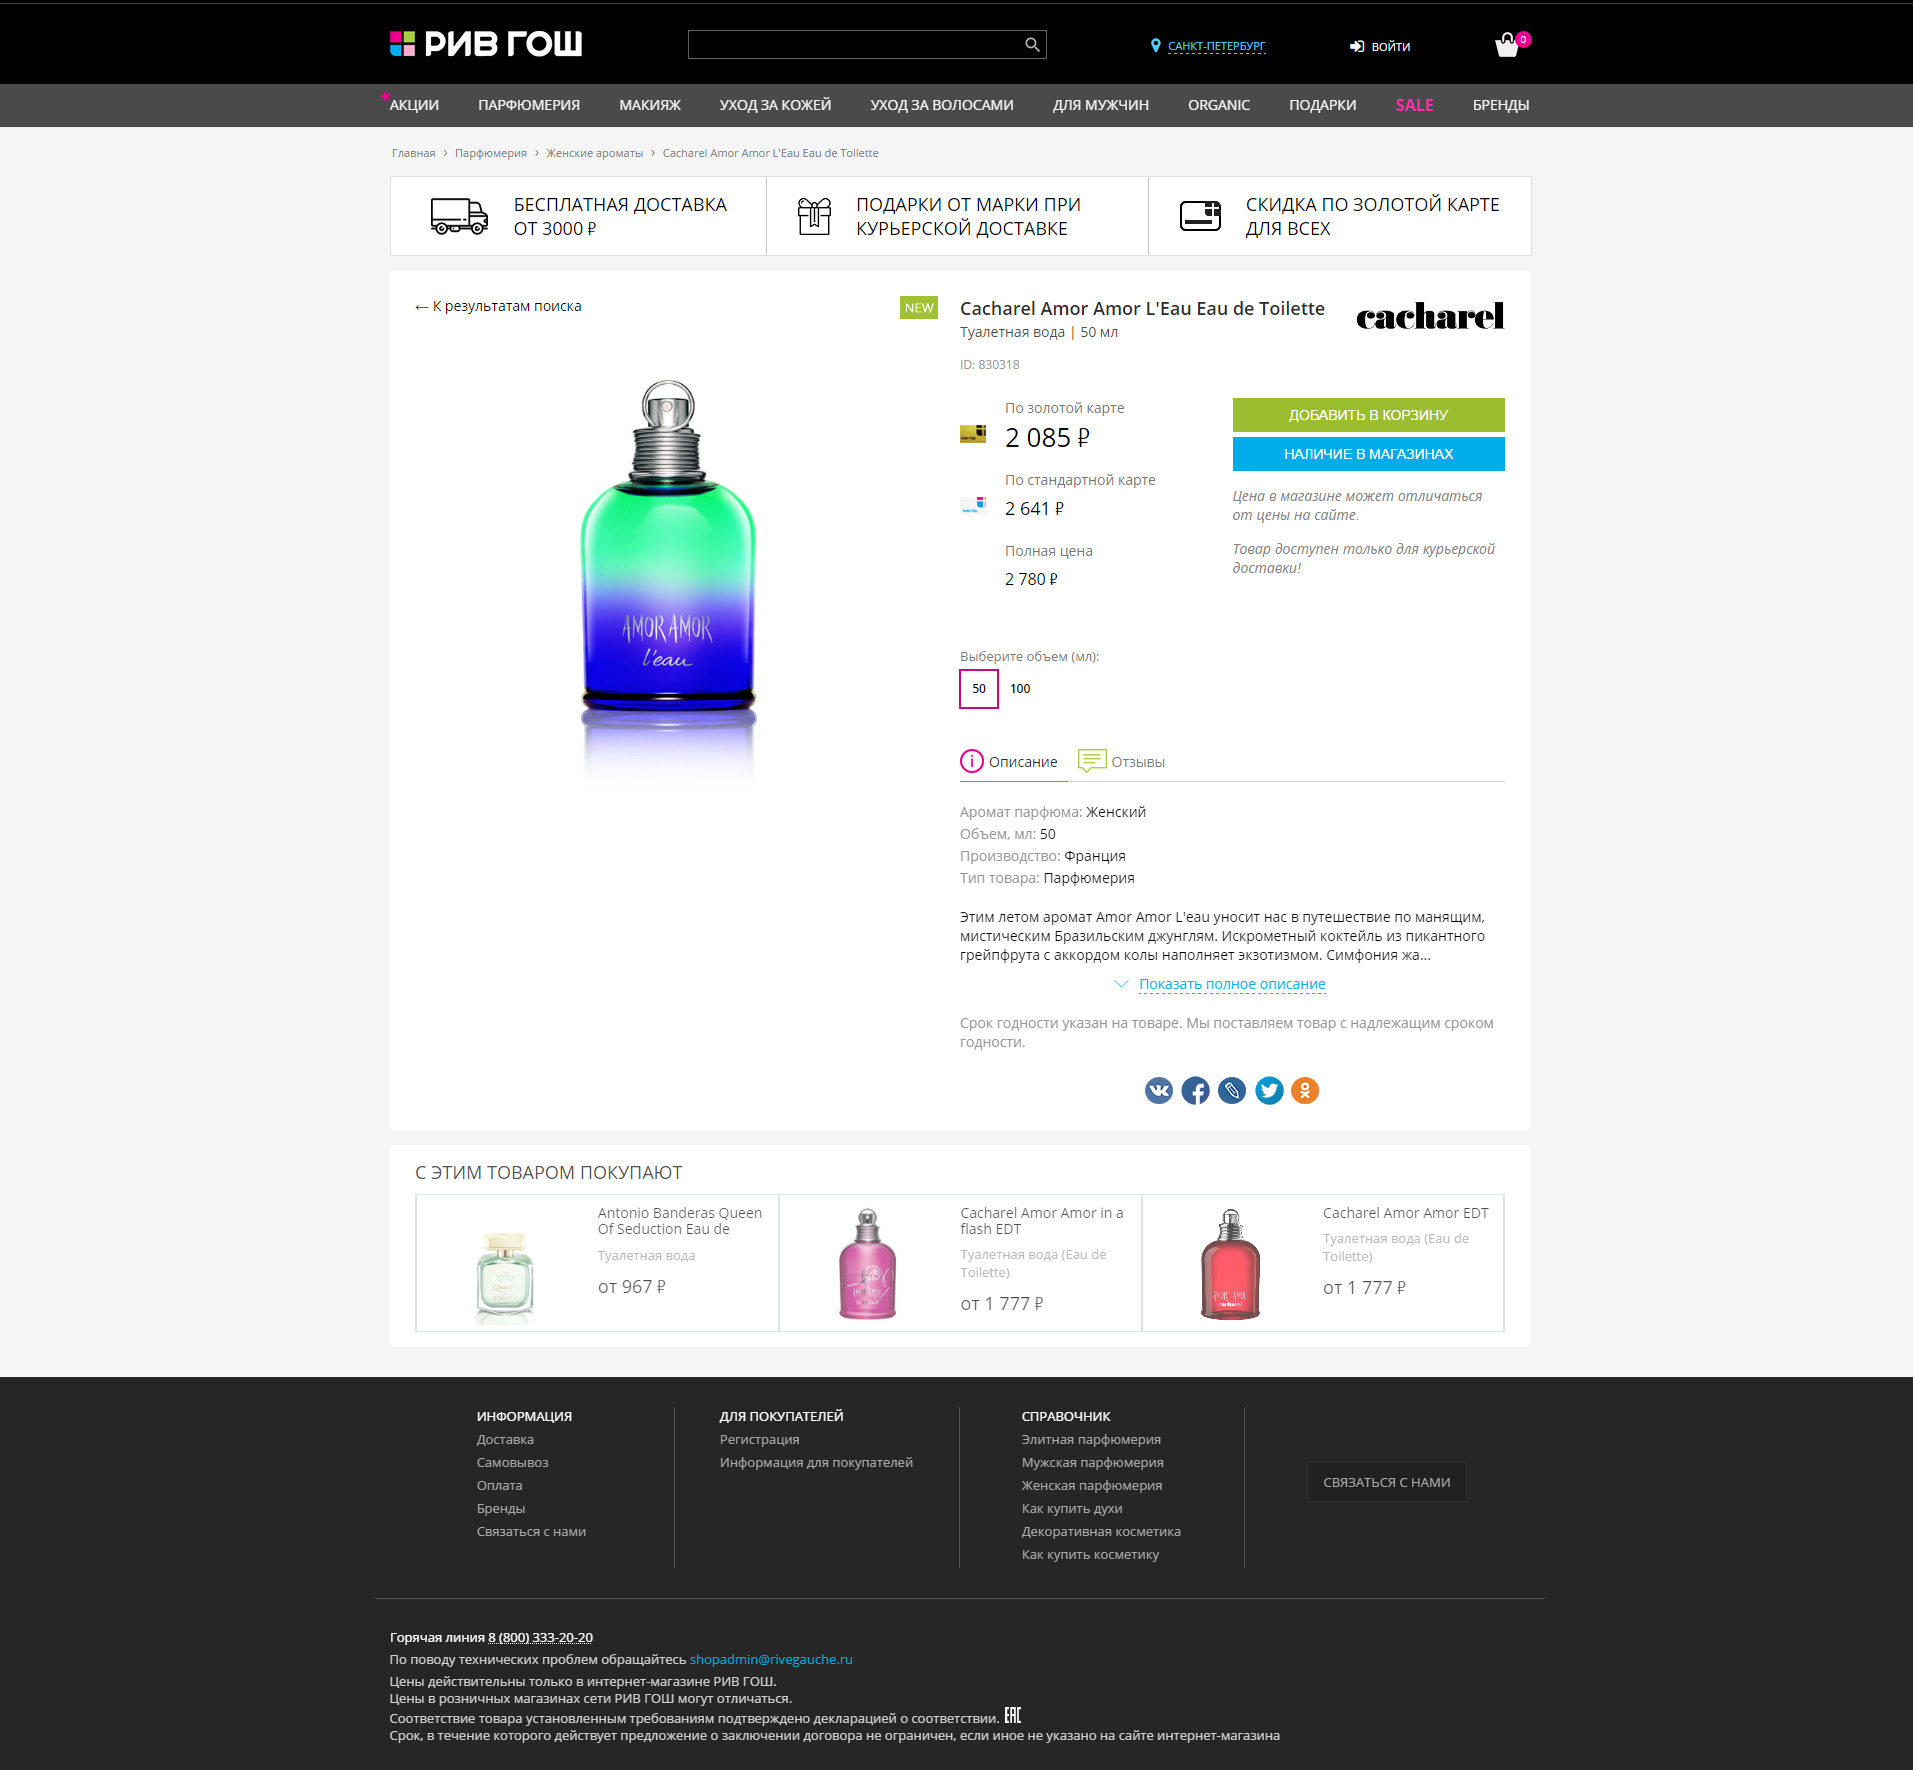 РИВ ГОШ
САНКТ-ПЕТЕРБУРГ
ВОЙТИ
0
АКЦИИ ПАРФЮМЕРИЯ МАКИЯЖ УХОД ЗА КОЖЕЙ УХОД ЗА ВОЛОСАМИ ДЛЯ МУЖЧИН ORGANIC ПОДАРКИ SALE БРЕНДЫ
Главная › Парфюмерия › Женские ароматы › Cacharel Amor Amor L'Eau Eau de Toilette
БЕСПЛАТНАЯ ДОСТАВКА
ОТ 3000 ₽
ПОДАРКИ ОТ МАРКИ ПРИ
КУРЬЕРСКОЙ ДОСТАВКЕ
СКИДКА ПО ЗОЛОТОЙ КАРТЕ
ДЛЯ ВСЕХ
← К результатам поиска
NEW
AMOR AMOR
l'eau
Cacharel Amor Amor L'Eau Eau de Toilette
cacharel
Туалетная вода | 50 мл
ID: 830318
По золотой карте
2 085 ₽
По стандартной карте
2 641 ₽
Полная цена
2 780 ₽
ДОБАВИТЬ В КОРЗИНУ
НАЛИЧИЕ В МАГАЗИНАХ
Цена в магазине может отличаться
от цены на сайте.
Товар доступен только для курьерской
доставки!
Выберите объем (мл):
50 100
Описание Отзывы
Аромат парфюма: Женский
Объем, мл: 50
Производство: Франция
Тип товара: Парфюмерия
Этим летом аромат Amor Amor L'eau уносит нас в путешествие по манящим,
мистическим Бразильским джунглям. Искрометный коктейль из пикантного
грейпфрута с аккордом колы наполняет экзотизмом. Симфония жа...
Показать полное описание
Срок годности указан на товаре. Мы поставляем товар с надлежащим сроком
годности.
С ЭТИМ ТОВАРОМ ПОКУПАЮТ
Antonio Banderas Queen
Of Seduction Eau de
Туалетная вода
от 967 ₽
Cacharel Amor Amor in a
flash EDT
Туалетная вода (Eau de
Toilette)
от 1 777 ₽
Cacharel Amor Amor EDT
Туалетная вода (Eau de
Toilette)
от 1 777 ₽
ИНФОРМАЦИЯ
Доставка
Самовывоз
Оплата
Бренды
Связаться с нами
ДЛЯ ПОКУПАТЕЛЕЙ
Регистрация
Информация для покупателей
СПРАВОЧНИК
Элитная парфюмерия
Мужская парфюмерия
Женская парфюмерия
Как купить духи
Декоративная косметика
Как купить косметику
СВЯЗАТЬСЯ С НАМИ
Горячая линия 8 (800) 333-20-20
По поводу технических проблем обращайтесь shopadmin@rivegauche.ru
Цены действительны только в интернет-магазине РИВ ГОШ.
Цены в розничных магазинах сети РИВ ГОШ могут отличаться.
Соответствие товара установленным требованиям подтверждено декларацией о соответствии. EAC
Срок, в течение которого действует предложение о заключении договора не ограничен, если иное не указано на сайте интернет-магазина